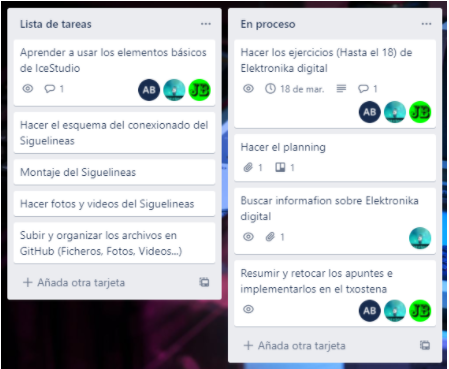 Lista de tareas
Aprender a usar los elementos básicos
de IceStudio
1
AB
JB
Hacer el esquema del conexionado del
Siguelineas
Montaje del Siguelineas
Hacer fotos y videos del Siguelineas
Subir y organizar los archivos en
GitHub (Ficheros, Fotos, Videos...)
+ Añada otra tarjeta
En proceso
Hacer los ejercicios (Hasta el 18) de
Elektronika digital
18 de mar. 1
AB
JB
Hacer el planning
1 1
Buscar informafion sobre Elektronika
digital
1
Resumir y retocar los apuntes e
implementarlos en el txostena
AB
JB
+ Añada otra tarjeta